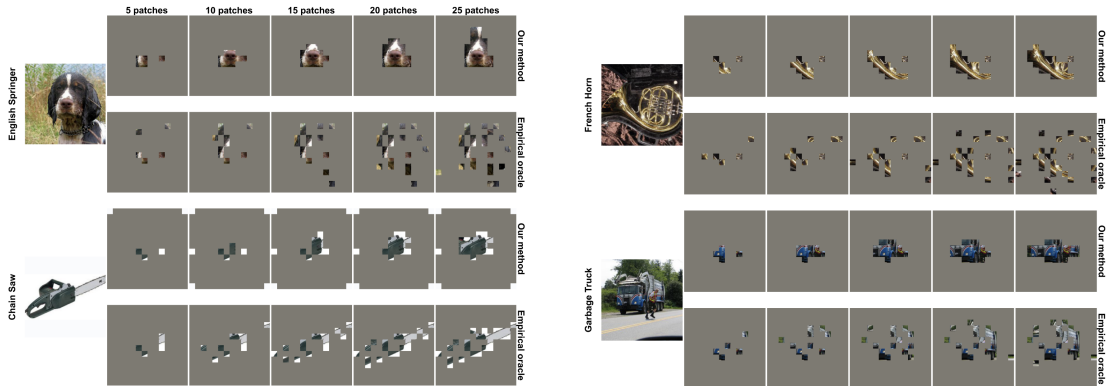 5 patches 10 patches 15 patches 20 patches 25 patches
English Springer
Our method
Empirical oracle
Chain Saw
Our method
Empirical oracle
French Horn
Our method
Empirical oracle
Garbage Truck
Our method
Empirical oracle